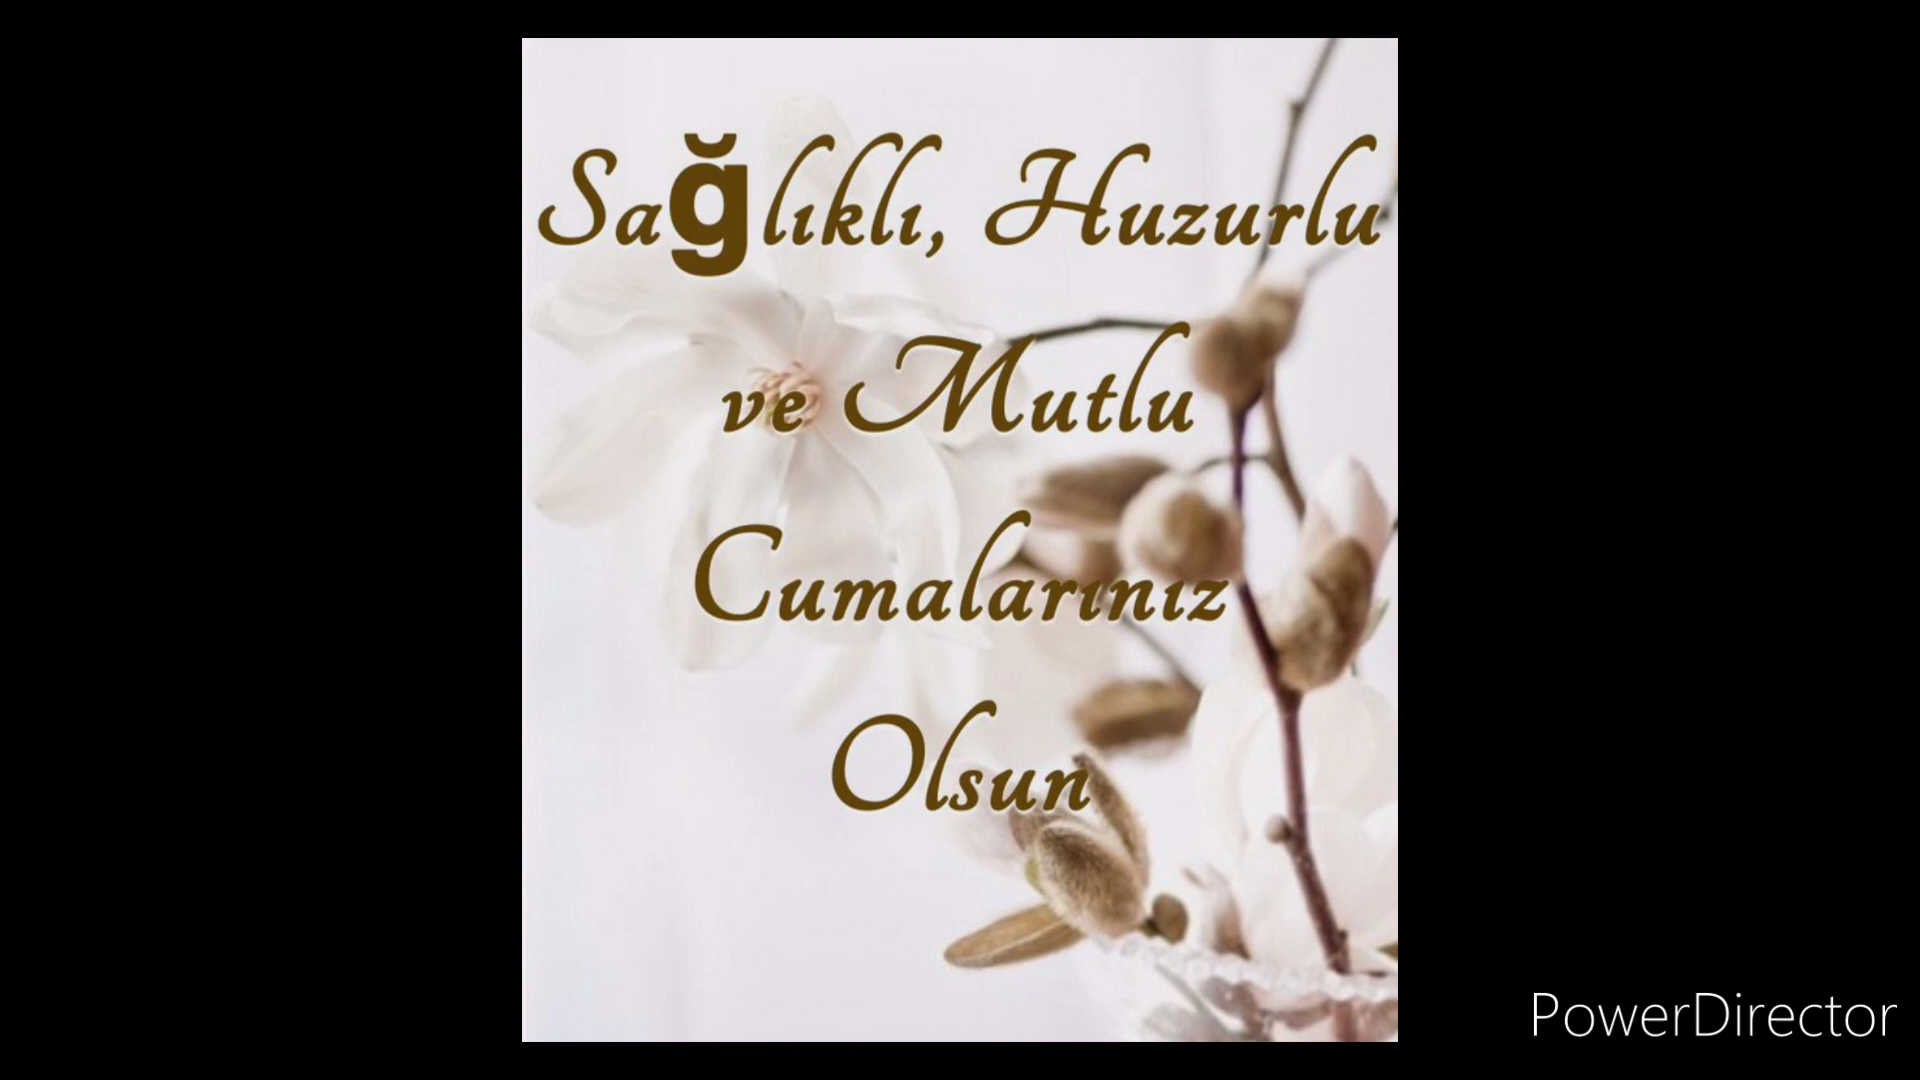 Sağlıklı, Huzurlu
ve Mutlu
Cumalarınız
Olsun
PowerDirector